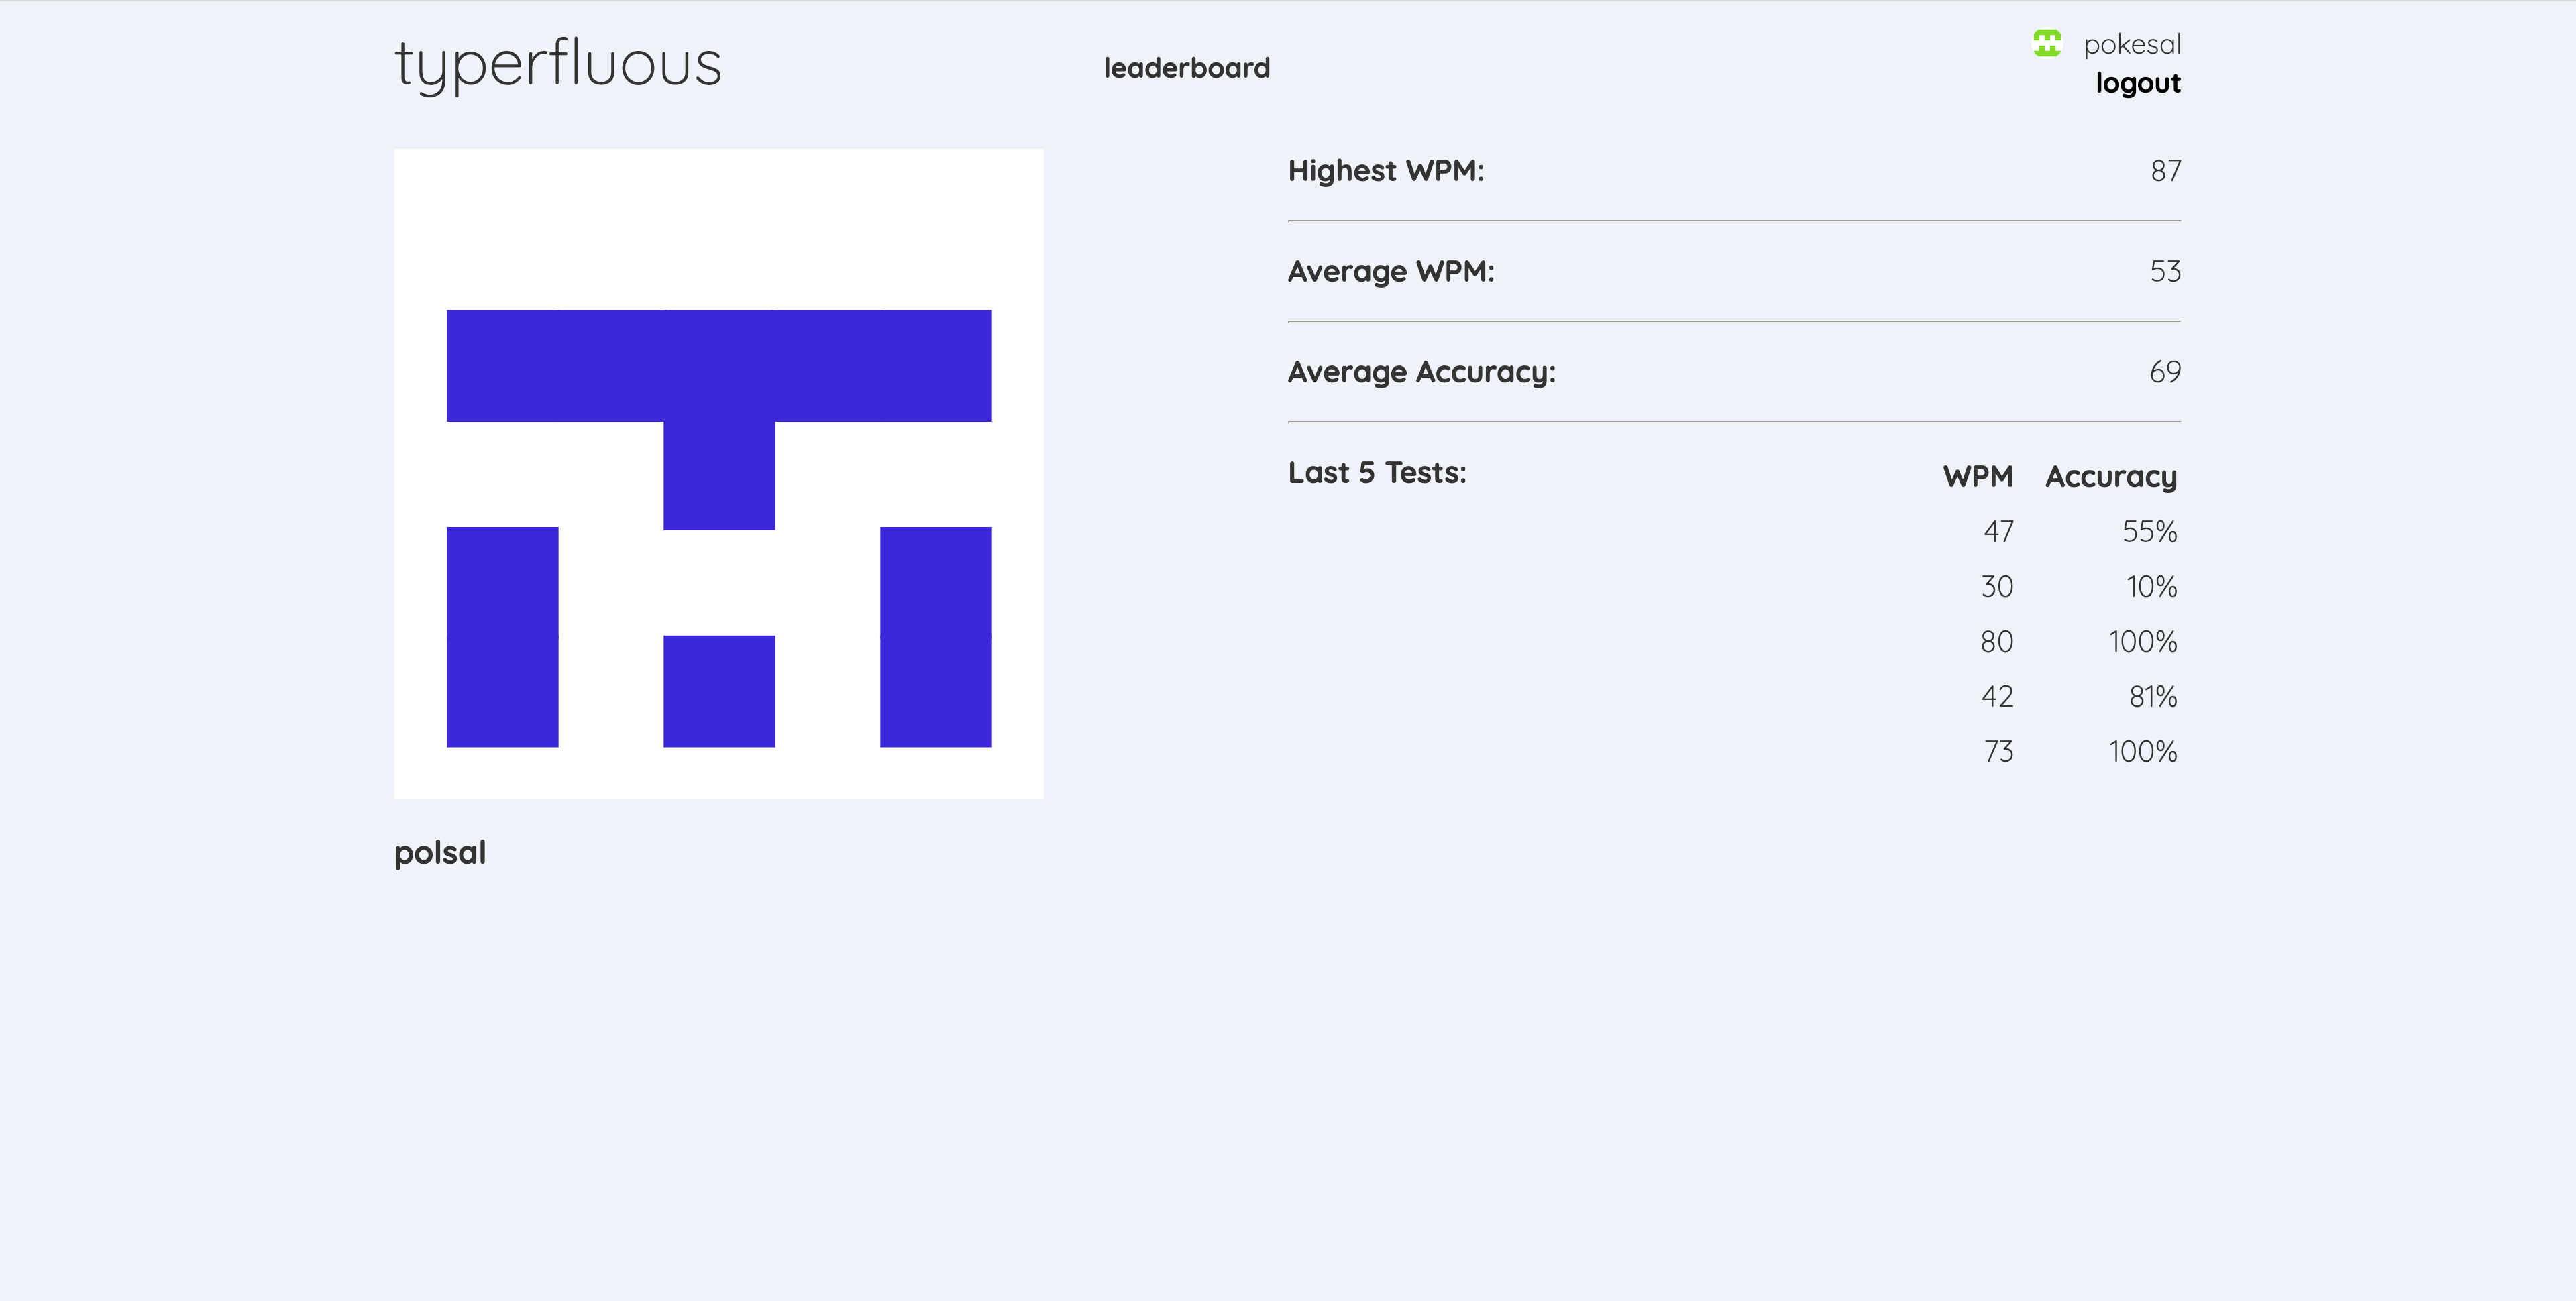 typerfluous
leaderboard
pokesal
logout
Highest WPM: 87
Average WPM: 53
Average Accuracy: 69
Last 5 Tests: WPM Accuracy
47 55%
30 10%
80 100%
42 81%
73 100%
polsal